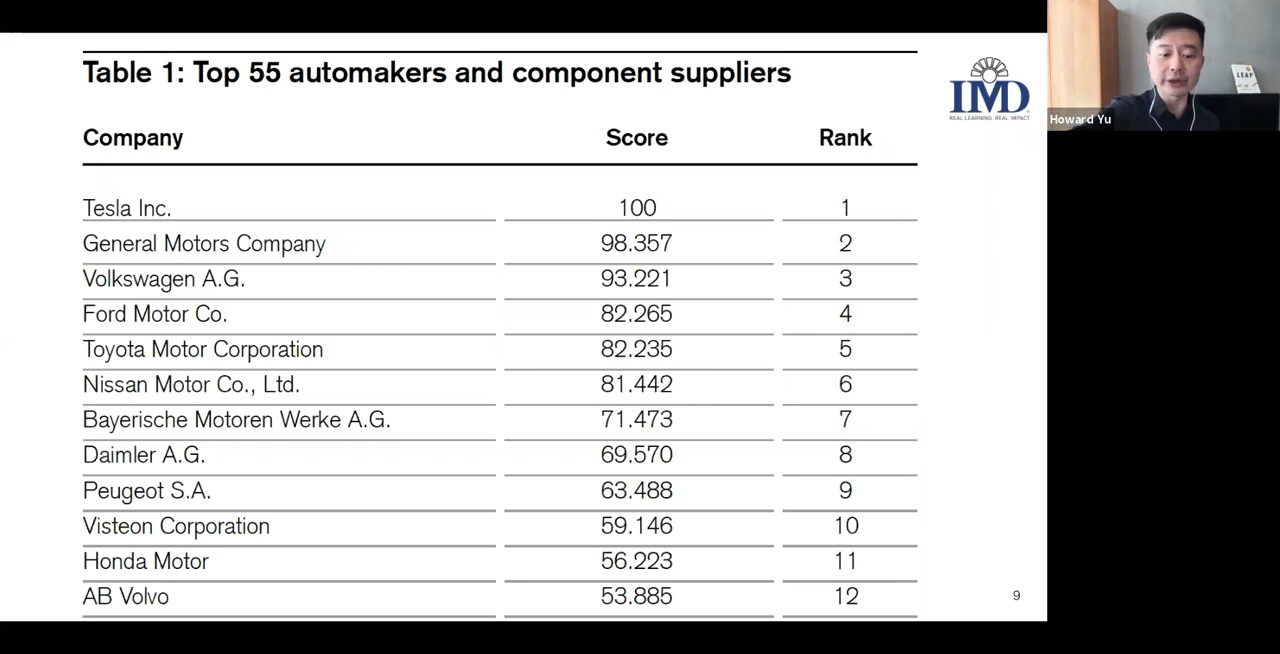 Table 1: Top 55 automakers and component suppliers
IMD
REAL LEARNING. REAL IMPACT
LEAP
Howard Yu
Company Score Rank
Tesla Inc. 100 1
General Motors Company 98.357 2
Volkswagen A.G. 93.221 3
Ford Motor Co. 82.265 4
Toyota Motor Corporation 82.235 5
Nissan Motor Co., Ltd. 81.442 6
Bayerische Motoren Werke A.G. 71.473 7
Daimler A.G. 69.570 8
Peugeot S.A. 63.488 9
Visteon Corporation 59.146 10
Honda Motor 56.223 11
AB Volvo 53.885 12
9